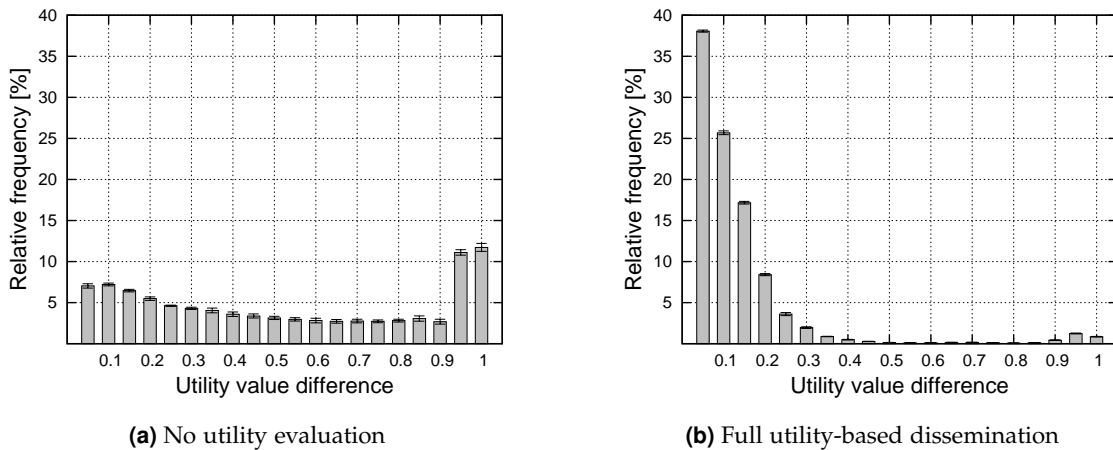 40
35
30
25
20
15
10
5
Relative frequency [%]
0.1 0.2 0.3 0.4 0.5 0.6 0.7 0.8 0.9 1
Utility value difference
(a) No utility evaluation
40
35
30
25
20
15
10
5
Relative frequency [%]
0.1 0.2 0.3 0.4 0.5 0.6 0.7 0.8 0.9 1
Utility value difference
(b) Full utility-based dissemination